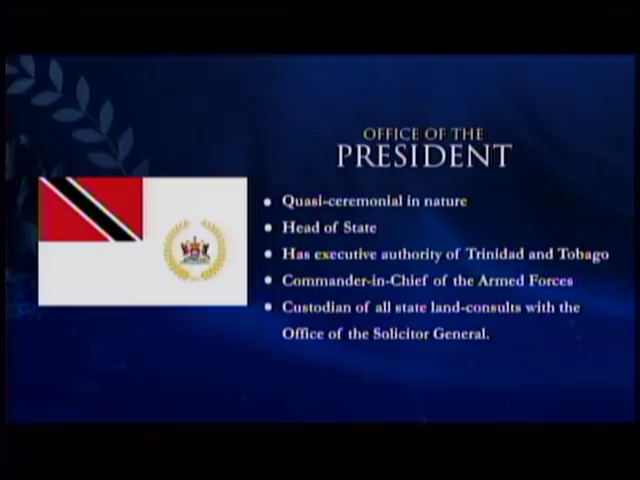 OFFICE OF THE
PRESIDENT
• Quasi-ceremonial in nature
• Head of State
• Has executive authority of Trinidad and Tobago
• Commander-in-Chief of the Armed Forces
• Custodian of all state land-consults with the
Office of the Solicitor General.